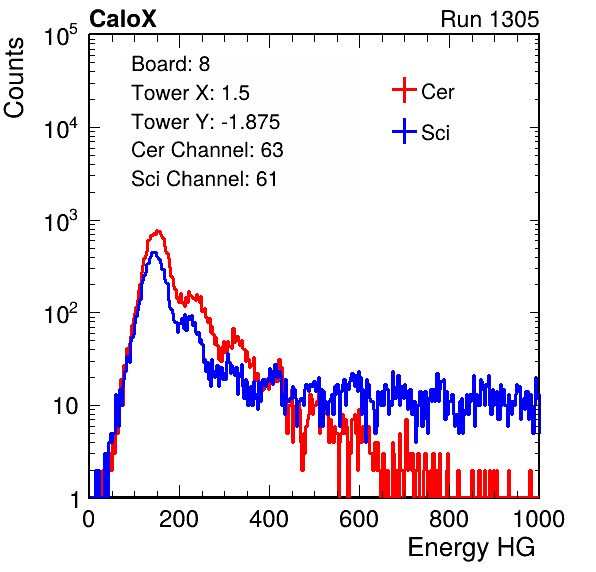 CaloX Run 1305
Counts
10^5
10^4
10^3
10^2
10
1
Board: 8
Tower X: 1.5
Tower Y: -1.875
Cer Channel: 63
Sci Channel: 61
Cer
Sci
0 200 400 600 800 1000
Energy HG